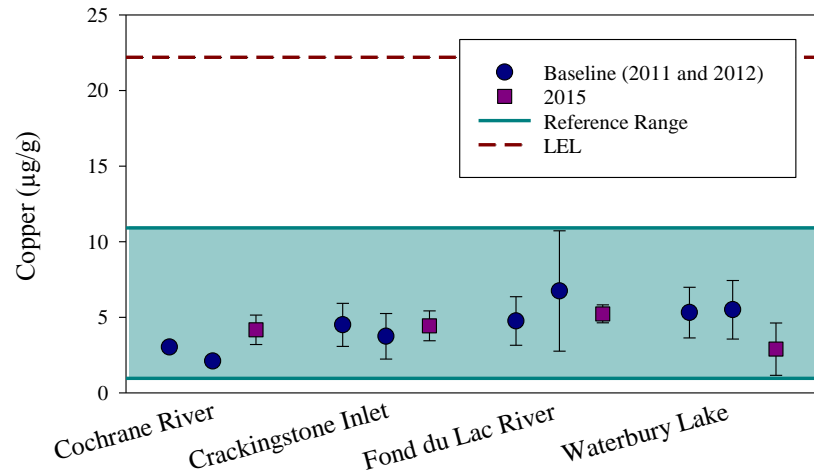 25
20
15
10
5
0
Copper (µg/g)
Baseline (2011 and 2012)
2015
Reference Range
LEL
Cochrane River
Crackingstone Inlet
Fond du Lac River
Waterbury Lake